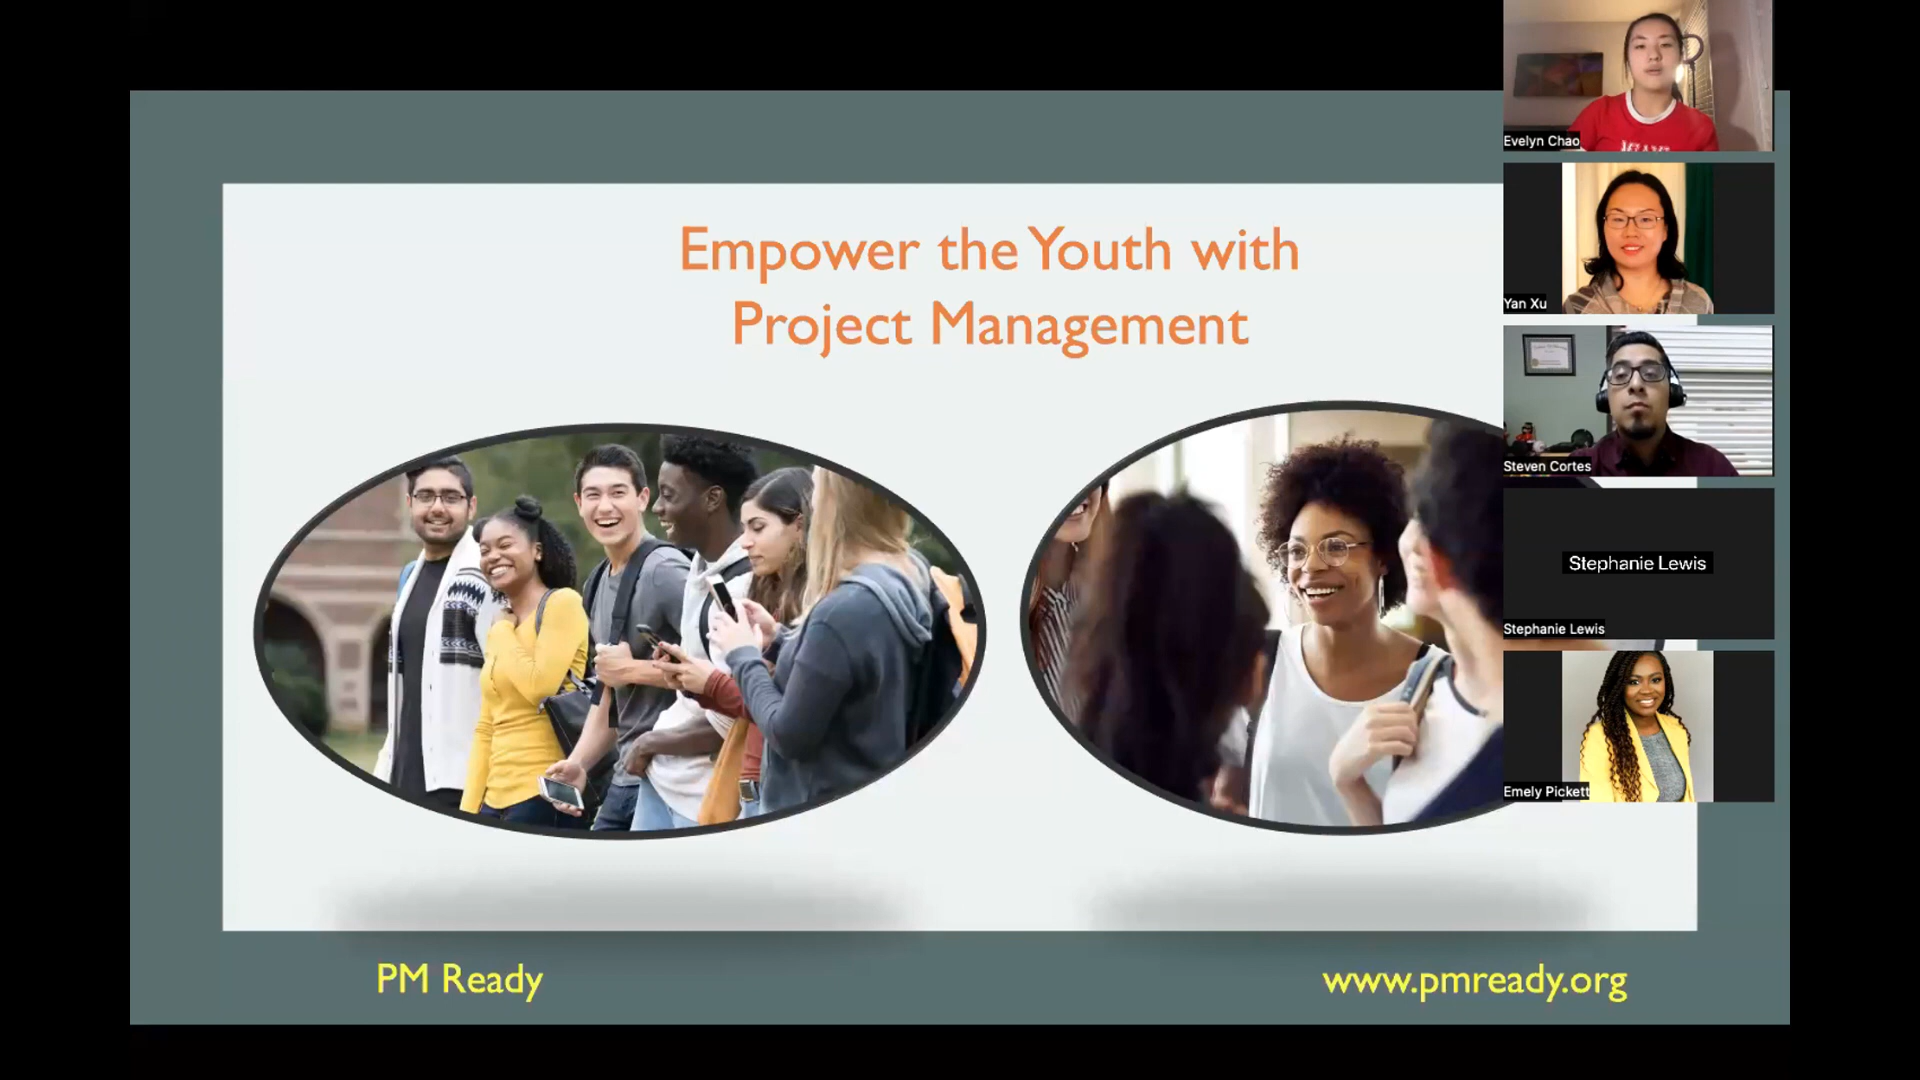 Empower the Youth with
Project Management
PM Ready
www.pmready.org
Evelyn Chao
Yan Xu
Steven Cortes
Stephanie Lewis
Stephanie Lewis
Emely Pickett